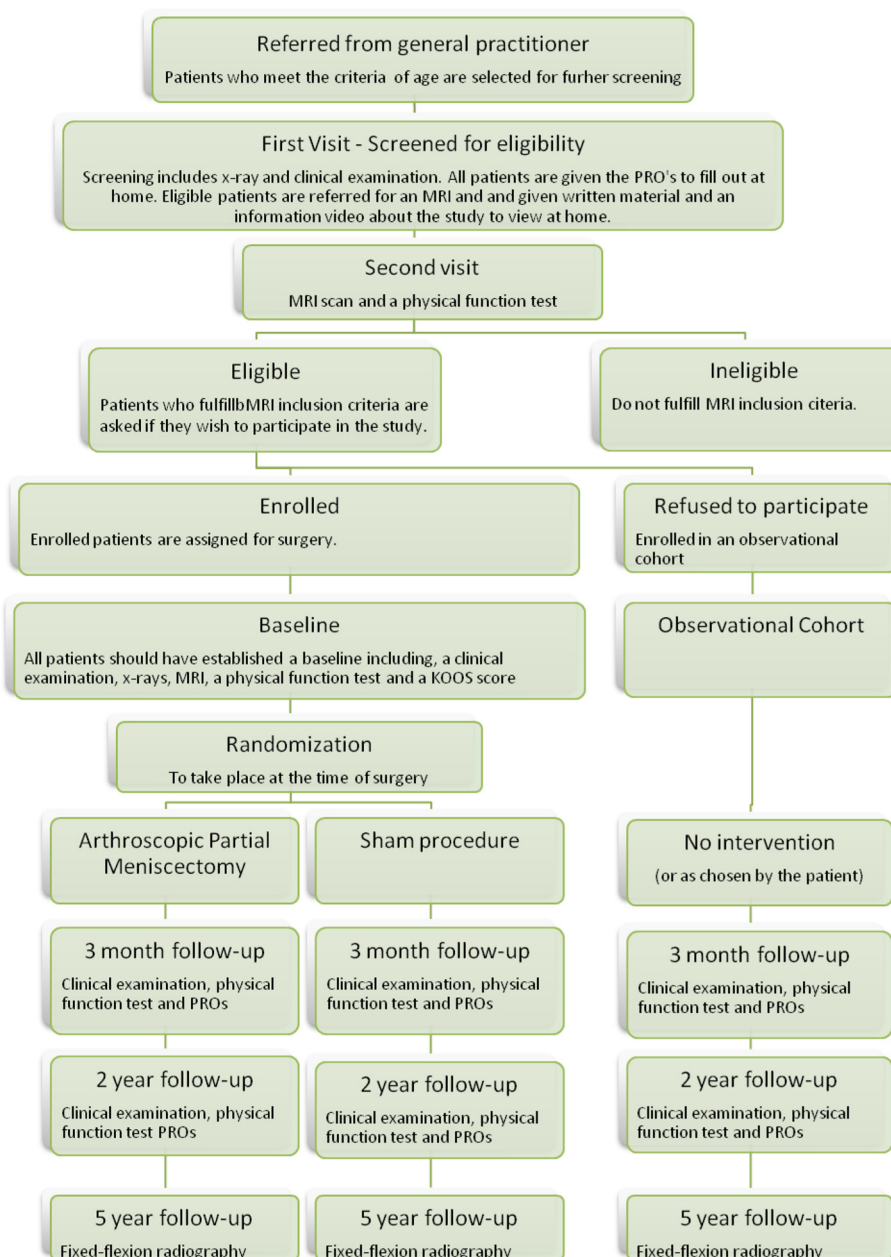 Referred from general practitioner
Patients who meet the criteria of age are selected for furher screening
First Visit - Screened for eligibility
Screening includes x-ray and clinical examination. All patients are given the PRO's to fill out at
home. Eligible patients are referred for an MRI and and given written material and an
information video about the study to view at home.
Second visit
MRI scan and a physical function test
Eligible
Patients who fulfillbMRI inclusion criteria are
asked if they wish to participate in the study.
Ineligible
Do not fulfill MRI inclusion citeria.
Enrolled
Enrolled patients are assigned for surgery.
Refused to participate
Enrolled in an observational
cohort
Baseline
All patients should have established a baseline including, a clinical
examination, x-rays, MRI, a physical function test and a KOOS score
Observational Cohort
Randomization
To take place at the time of surgery
Arthroscopic Partial
Meniscectomy
Sham procedure
No intervention
(or as chosen by the patient)
3 month follow-up
Clinical examination, physical
function test and PROs
3 month follow-up
Clinical examination, physical
function test and PROs
3 month follow-up
Clinical examination, physical
function test and PROs
2 year follow-up
Clinical examination, physical
function test PROs
2 year follow-up
Clinical examination, physical
function test and PROs
2 year follow-up
Clinical examination, physical
function test and PROs
5 year follow-up
Fixed-flexion radiography
5 year follow-up
Fixed-flexion radiography
5 year follow-up
Fixed-flexion radiography